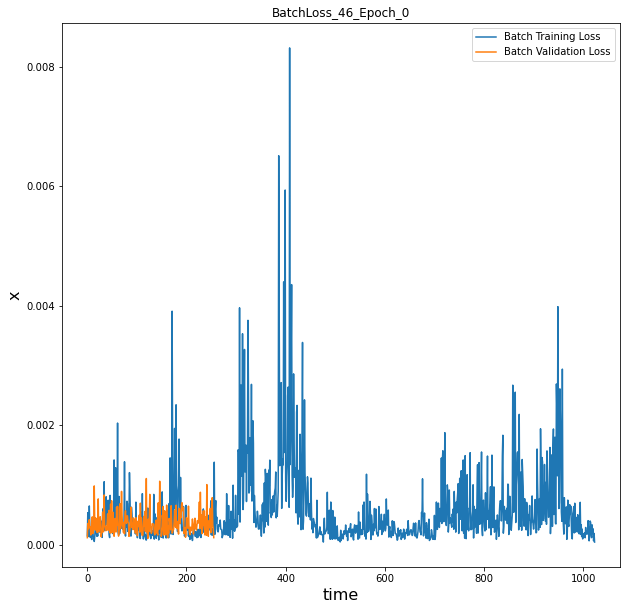 BatchLoss_46_Epoch_0
Batch Training Loss
Batch Validation Loss
0.008
0.006
0.004
0.002
0.000
x
0 200 400 600 800 1000
time